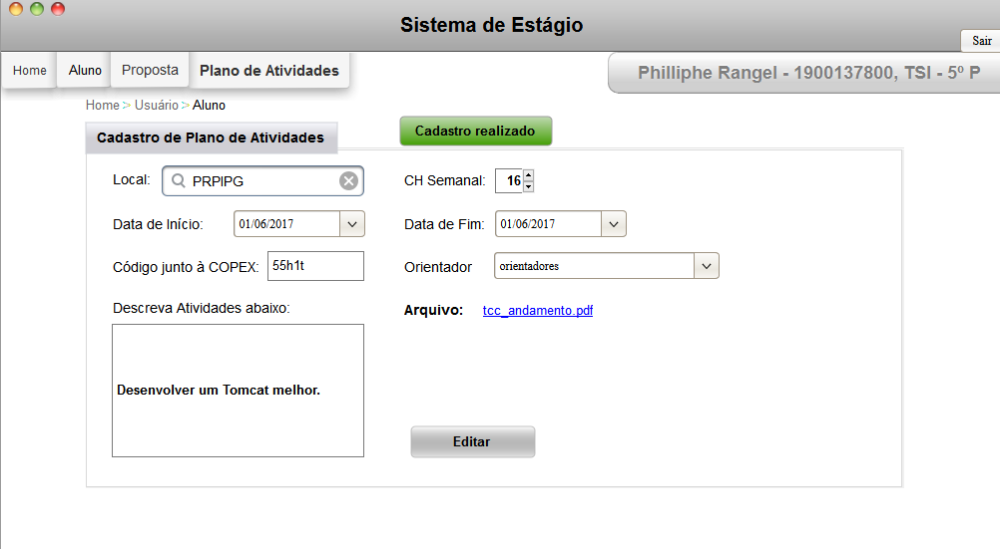 Sistema de Estágio
Sair
Home Aluno Proposta Plano de Atividades
Philliphe Rangel - 1900137800, TSI - 5º P
Home > Usuário > Aluno
Cadastro de Plano de Atividades
Cadastro realizado
Local: PRPIPG
CH Semanal: 16
Data de Início: 01/06/2017
Data de Fim: 01/06/2017
Código junto à COPEX: 55h1t
Orientador orientadores
Descreva Atividades abaixo:
Arquivo: tcc_andamento.pdf
Desenvolver um Tomcat melhor.
Editar